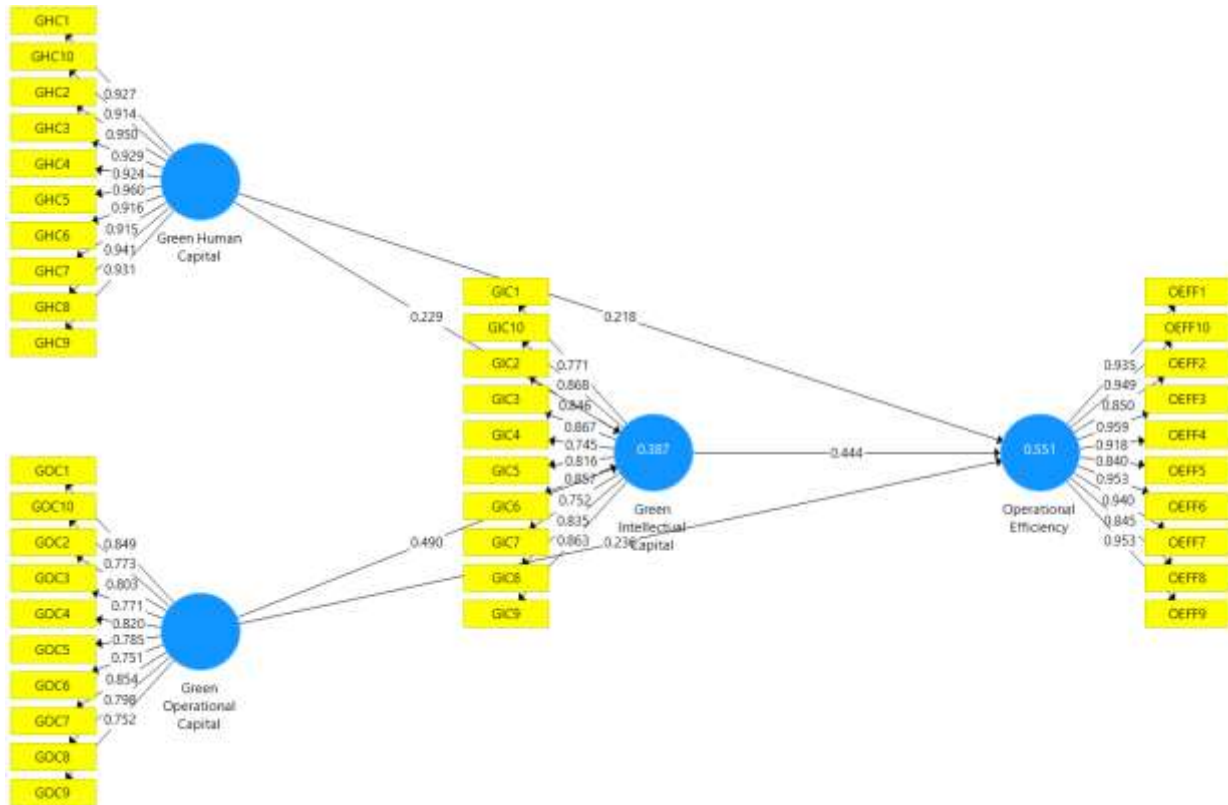 GHC1
GHC10
GHC2
GHC3
GHC4
GHC5
GHC6
GHC7
GHC8
GHC9
0.927
0.914
0.950
0.929
0.924
0.960
0.916
0.915
0.941
0.931
Green Human
Capital
0.229
0.218
GOC1
GOC10
GOC2
GOC3
GOC4
GOC5
GOC6
GOC7
GOC8
GOC9
0.849
0.773
0.803
0.771
0.820
0.785
0.751
0.854
0.798
0.752
Green
Operational
Capital
0.490
GIC1
GIC10
GIC2
GIC3
GIC4
GIC5
GIC6
GIC7
GIC8
GIC9
0.771
0.868
0.846
0.867
0.745
0.816
0.857
0.752
0.835
0.863
0.387
Green
Intellectual
Capital
0.444
0.551
Operational
Efficiency
0.935
0.949
0.850
0.959
0.918
0.840
0.953
0.940
0.845
0.953
OEFF1
OEFF10
OEFF2
OEFF3
OEFF4
OEFF5
OEFF6
OEFF7
OEFF8
OEFF9